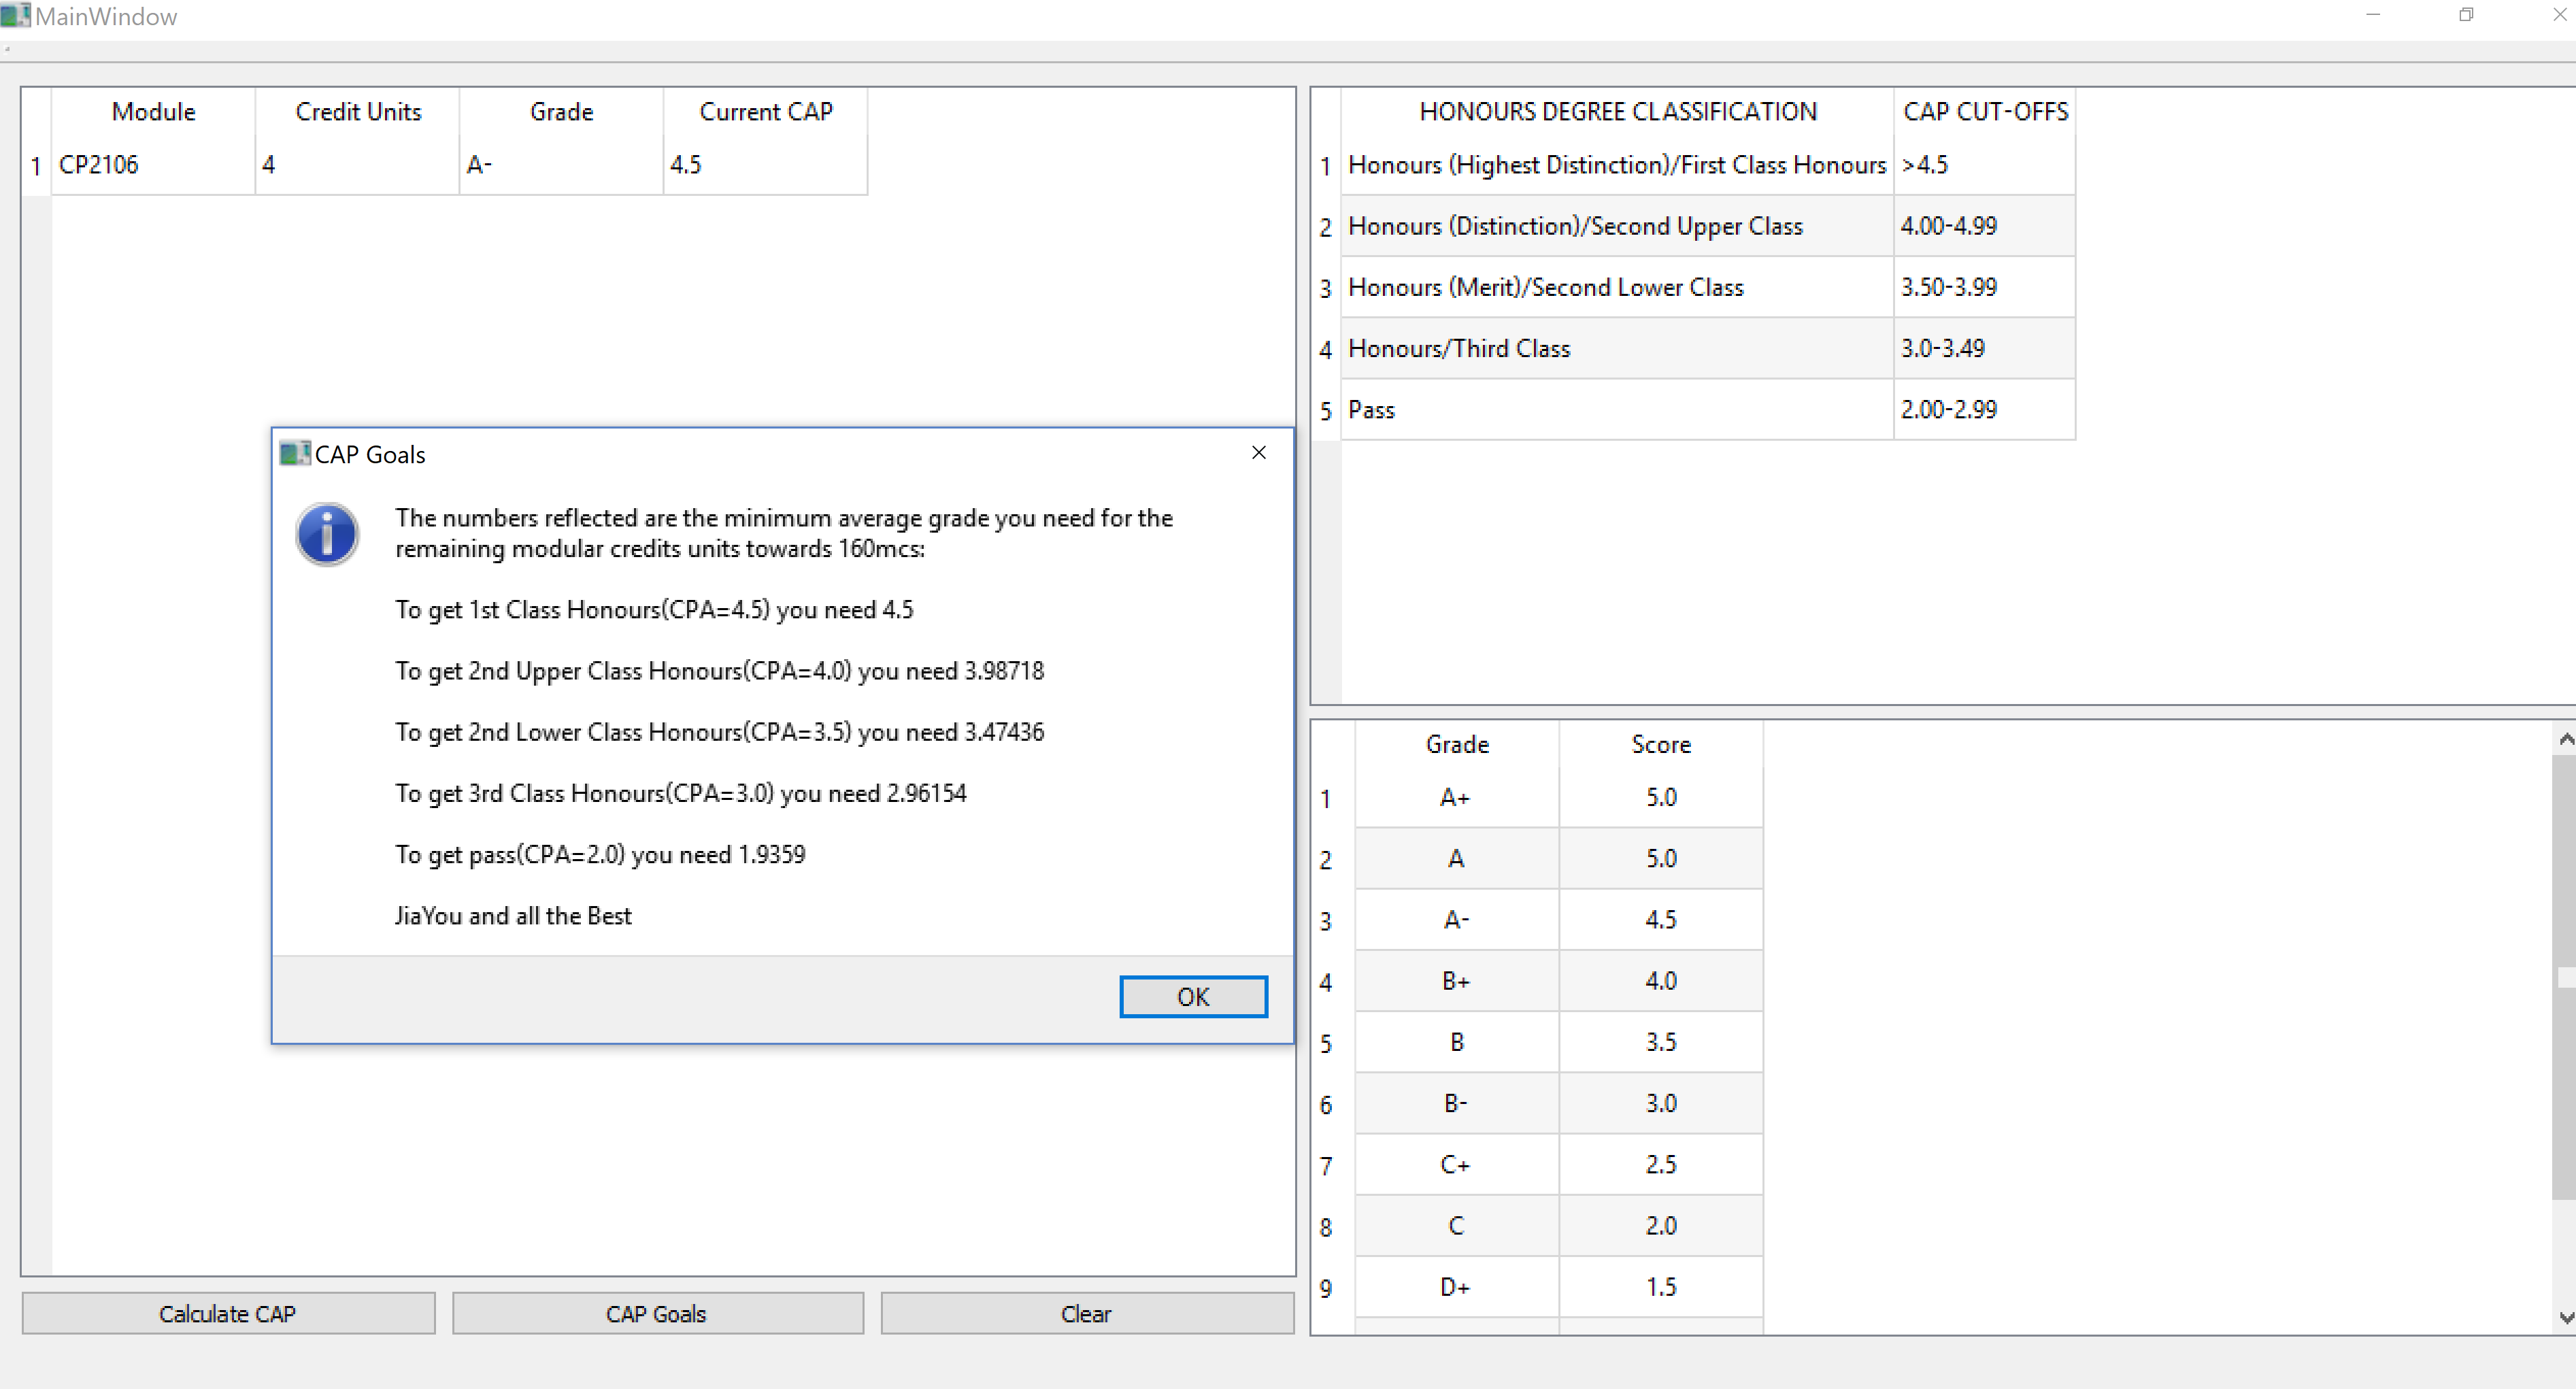 MainWindow
Module Credit Units Grade Current CAP
1 CP2106 4 A- 4.5
HONOURS DEGREE CLASSIFICATION CAP CUT-OFFS
1 Honours (Highest Distinction)/First Class Honours >4.5
2 Honours (Distinction)/Second Upper Class 4.00-4.99
3 Honours (Merit)/Second Lower Class 3.50-3.99
4 Honours/Third Class 3.0-3.49
5 Pass 2.00-2.99
CAP Goals
The numbers reflected are the minimum average grade you need for the
remaining modular credits units towards 160mcs:
To get 1st Class Honours(CPA=4.5) you need 4.5
To get 2nd Upper Class Honours(CPA=4.0) you need 3.98718
To get 2nd Lower Class Honours(CPA=3.5) you need 3.47436
To get 3rd Class Honours(CPA=3.0) you need 2.96154
To get pass(CPA=2.0) you need 1.9359
JiaYou and all the Best
OK
Grade Score
1 A+ 5.0
2 A 5.0
3 A- 4.5
4 B+ 4.0
5 B 3.5
6 B- 3.0
7 C+ 2.5
8 C 2.0
9 D+ 1.5
Calculate CAP
CAP Goals
Clear